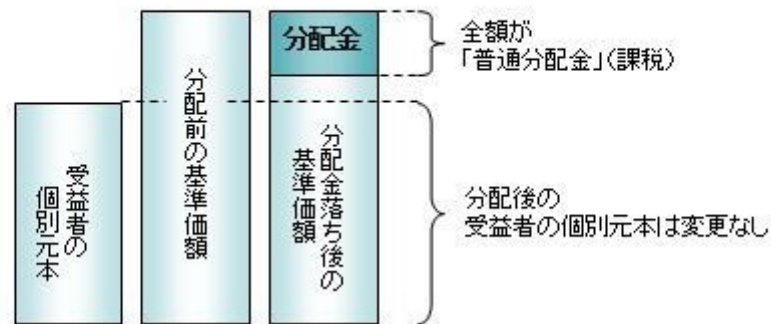 受益者の
個別元本
分配前の基準価額
分配金
分配金落ち後の
基準価額
全額が
「普通分配金」(課税)
分配後の
受益者の個別元本は変更なし